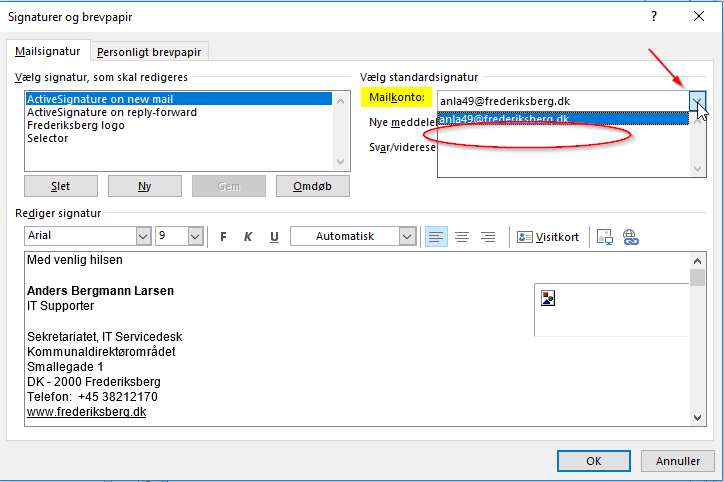 Signaturer og brevpapir
?
Mailsignatur
Personligt brevpapir
Vælg signatur, som skal redigeres
ActiveSignature on new mail
ActiveSignature on reply-forward
Frederiksberg logo
Selector
Slet
Ny
Gem
Omdøb
Vælg standardsignatur
Mailkonto:
anla49@frederiksberg.dk
anla49@frederiksberg.dk
Nye meddele
Svar/viderese
Rediger signatur
Arial
9
F
K
U
Automatisk
Visitkort
Med venlig hilsen
Anders Bergmann Larsen
IT Supporter
Sekretariatet, IT Servicedesk
Kommunaldirektørområdet
Smallegade 1
DK - 2000 Frederiksberg
Telefon: +45 38212170
www.frederiksberg.dk
OK
Annuller